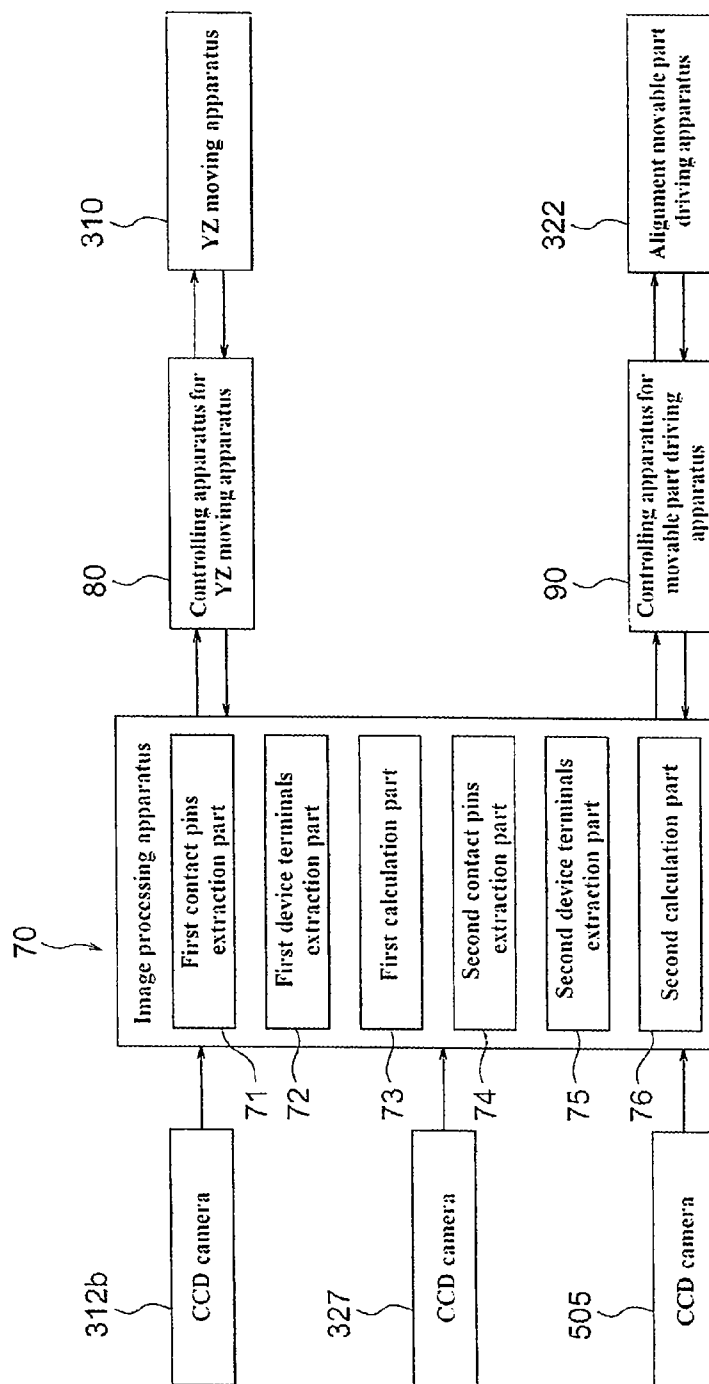 70
Image processing apparatus
312b
CCD camera
327
CCD camera
505
CCD camera
First contact pins
extraction part
71
First device terminals
extraction part
72
First calculation part
73
Second contact pins
extraction part
74
Second device terminals
extraction part
75
Second calculation part
76
80
Controlling apparatus for
YZ moving apparatus
310
YZ moving apparatus
90
Controlling apparatus for
movable part driving
apparatus
322
Alignment movable part
driving apparatus